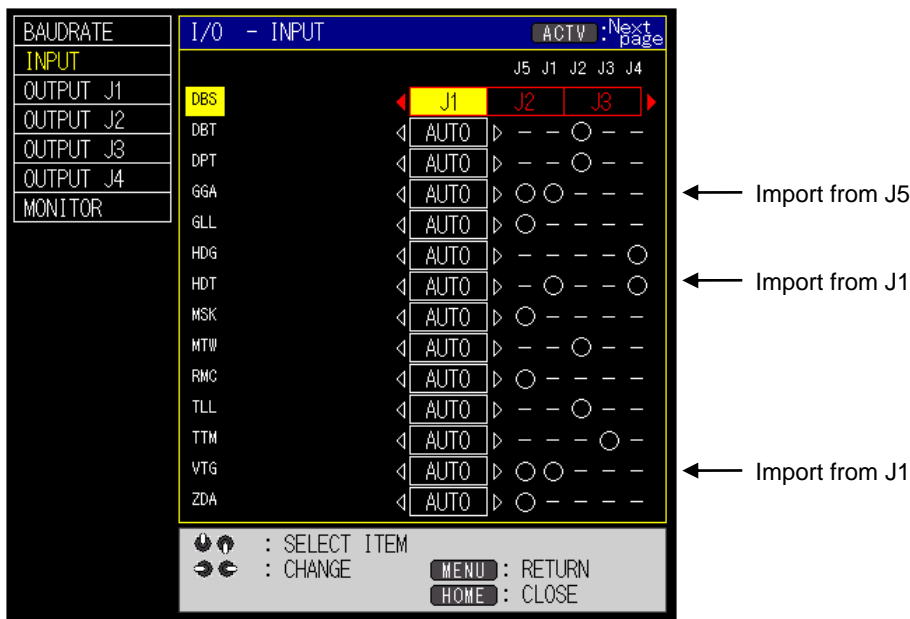 BAUDRATE
INPUT
OUTPUT J1
OUTPUT J2
OUTPUT J3
OUTPUT J4
MONITOR
I/O - INPUT ACTV :Next page
J5 J1 J2 J3 J4
DBS J1 J2 J3
DBT AUTO - - ○ - -
DPT AUTO - - ○ - -
GGA AUTO ○ ○ - - - Import from J5
GLL AUTO ○ - - - -
HDG AUTO - - - - ○
HDT AUTO - ○ - - ○ Import from J1
MSK AUTO ○ - - - -
MTW AUTO - - ○ - -
RMC AUTO ○ - - - -
TLL AUTO - - ○ - -
TTM AUTO - - - ○ -
VTG AUTO ○ ○ - - - Import from J1
ZDA AUTO ○ - - - -
: SELECT ITEM
: CHANGE MENU : RETURN
HOME : CLOSE